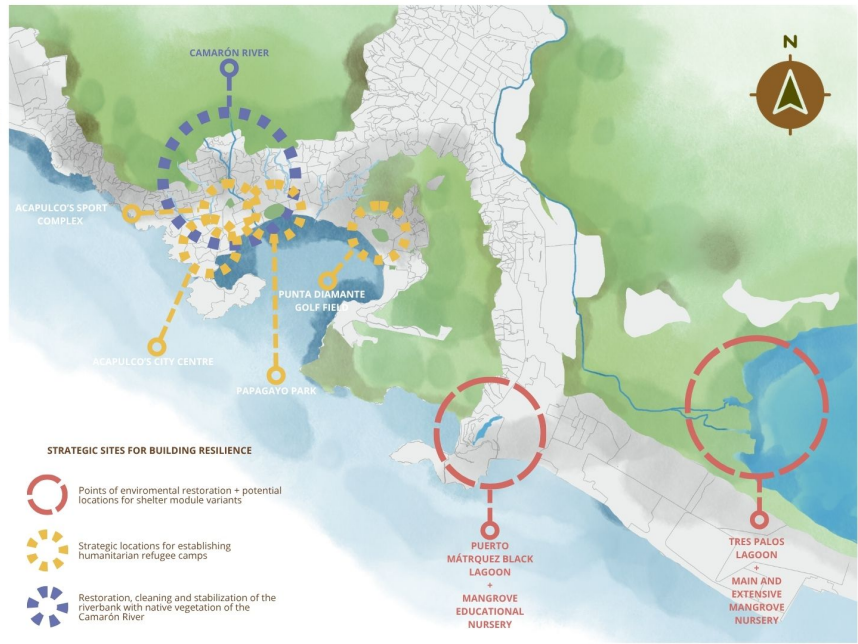 N
CAMARÓN RIVER
ACAPULCO'S SPORT
COMPLEX
PUNTA DIAMANTE
GOLF FIELD
ACAPULCO'S CITY CENTRE
PAPAGAYO PARK
STRATEGIC SITES FOR BUILDING RESILIENCE
Points of enviromental restoration + potential
locations for shelter module variants
Strategic locations for establishing
humanitarian refugee camps
Restoration, cleaning and stabilization of the
riverbank with native vegetation of the
Camarón River
PUERTO
MÁTRQUEZ BLACK
LAGOON
+
MANGROVE
EDUCATIONAL
NURSERY
TRES PALOS
LAGOON
+
MAIN AND
EXTENSIVE
MANGROVE
NURSERY